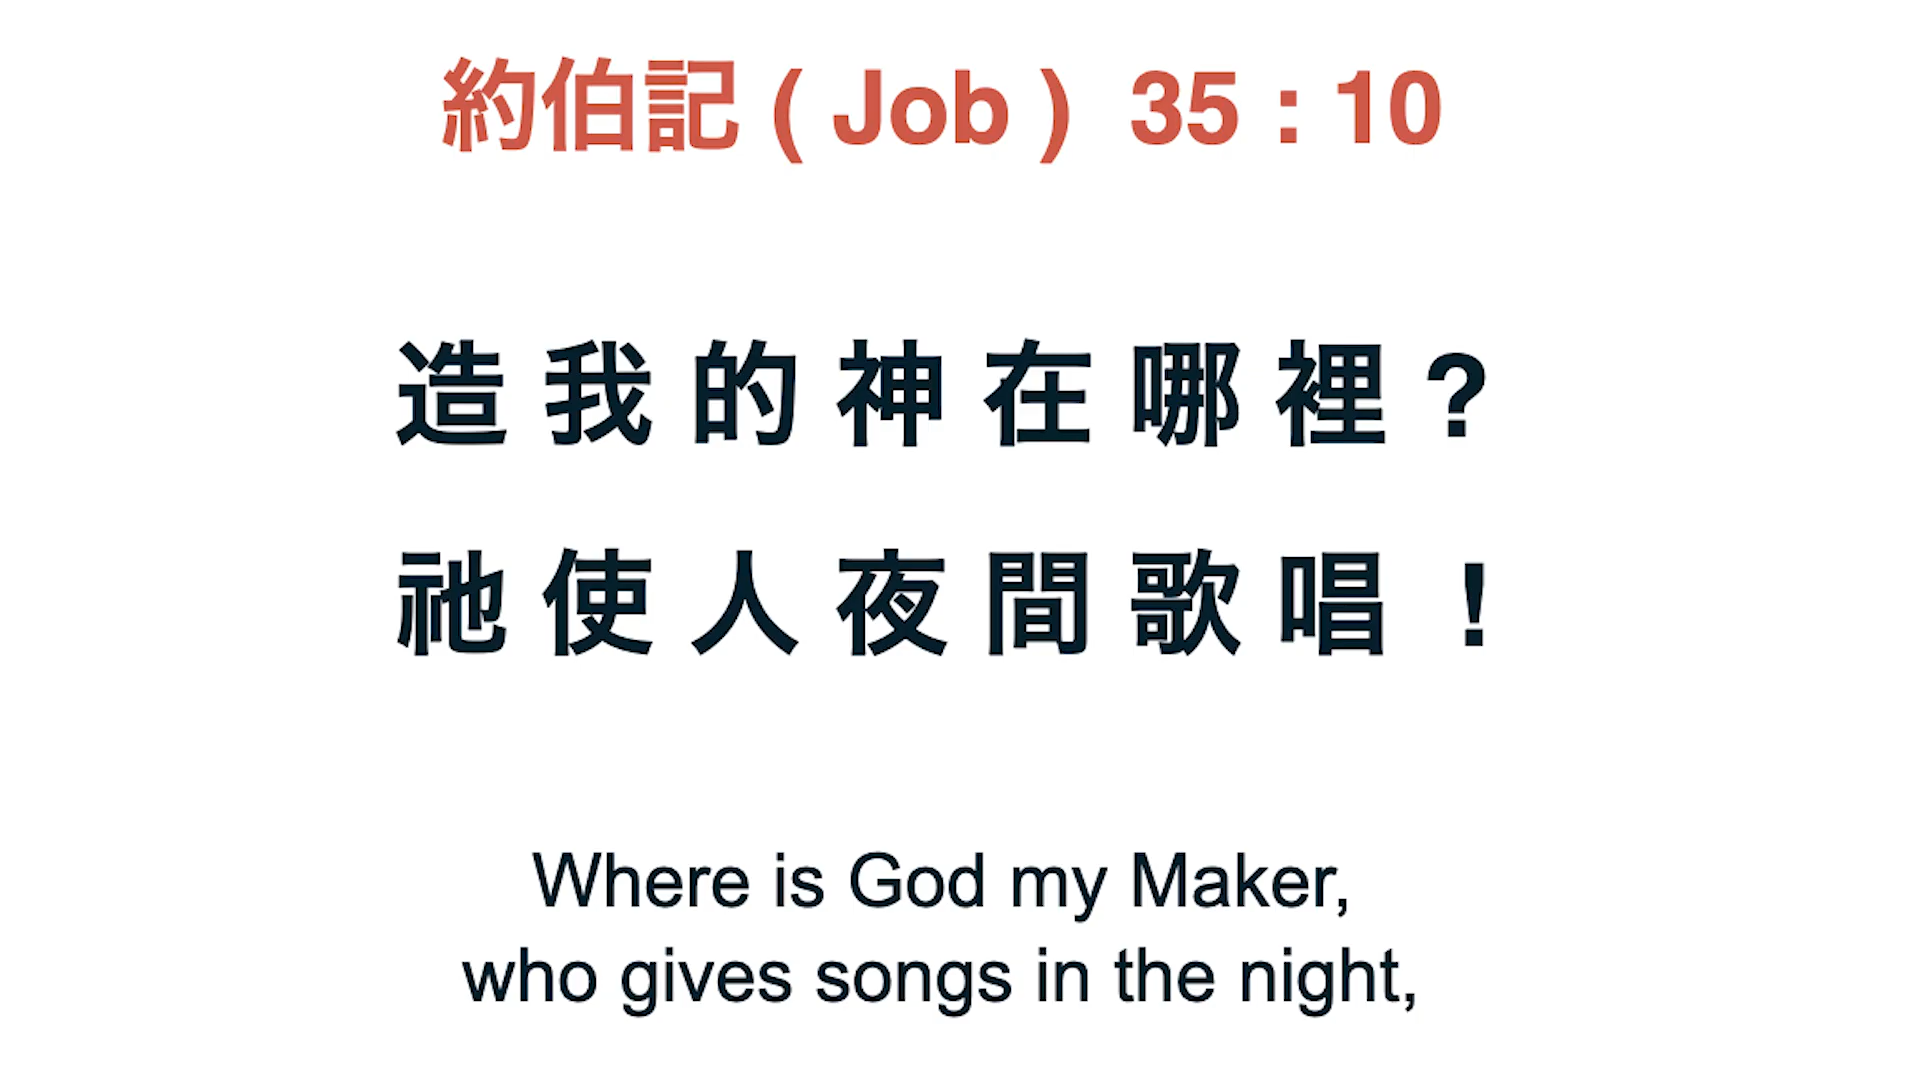 約伯記 ( Job )  35 : 10
造我的神在哪裡?
祂使人夜間歌唱!
Where is God my Maker,
who gives songs in the night,